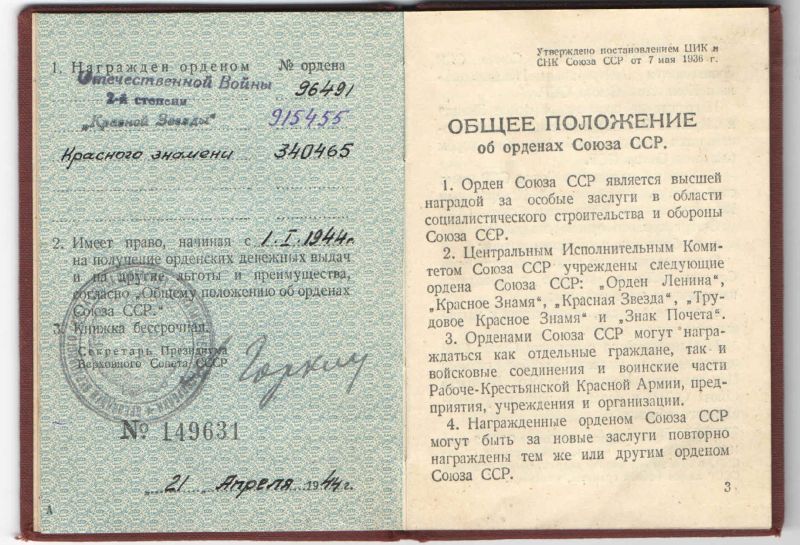 1. Награжден орденом № ордена
Отечественной Войны 96491
2-й степени
„Красной Звезды“ 915455
Красного знамени 340465
2. Имеет право, начиная с 1.I.1944г.
на получение орденских денежных выдач
и на другие льготы и преимущества,
согласно „Общему положению об орденах
Союза ССР.“
3. Книжка бессрочная.
Секретарь Президиума
Верховного Совета СССР
Горкин
№ 149631
„21 Апреля 1944г.
А
Утверждено постановлением ЦИК и
СНК Союза ССР от 7 мая 1936 г.
ОБЩЕЕ ПОЛОЖЕНИЕ
об орденах Союза ССР.
1. Орден Союза ССР является высшей
наградой за особые заслуги в области
социалистического строительства и обороны
Союза ССР.
2. Центральным Исполнительным Коми-
тетом Союза ССР учреждены следующие
ордена Союза ССР: „Орден Ленина“,
„Красное Знамя“, „Красная Звезда“, „Тру-
довое Красное Знамя“ и „Знак Почета“.
3. Орденами Союза ССР могут награ-
ждаться как отдельные граждане, так и
войсковые соединения и воинские части
Рабоче-Крестьянской Красной Армии, пред-
приятия, учреждения и организации.
4. Награжденные орденом Союза ССР
могут быть за новые заслуги повторно
награждены тем же или другим орденом
Союза ССР.
3